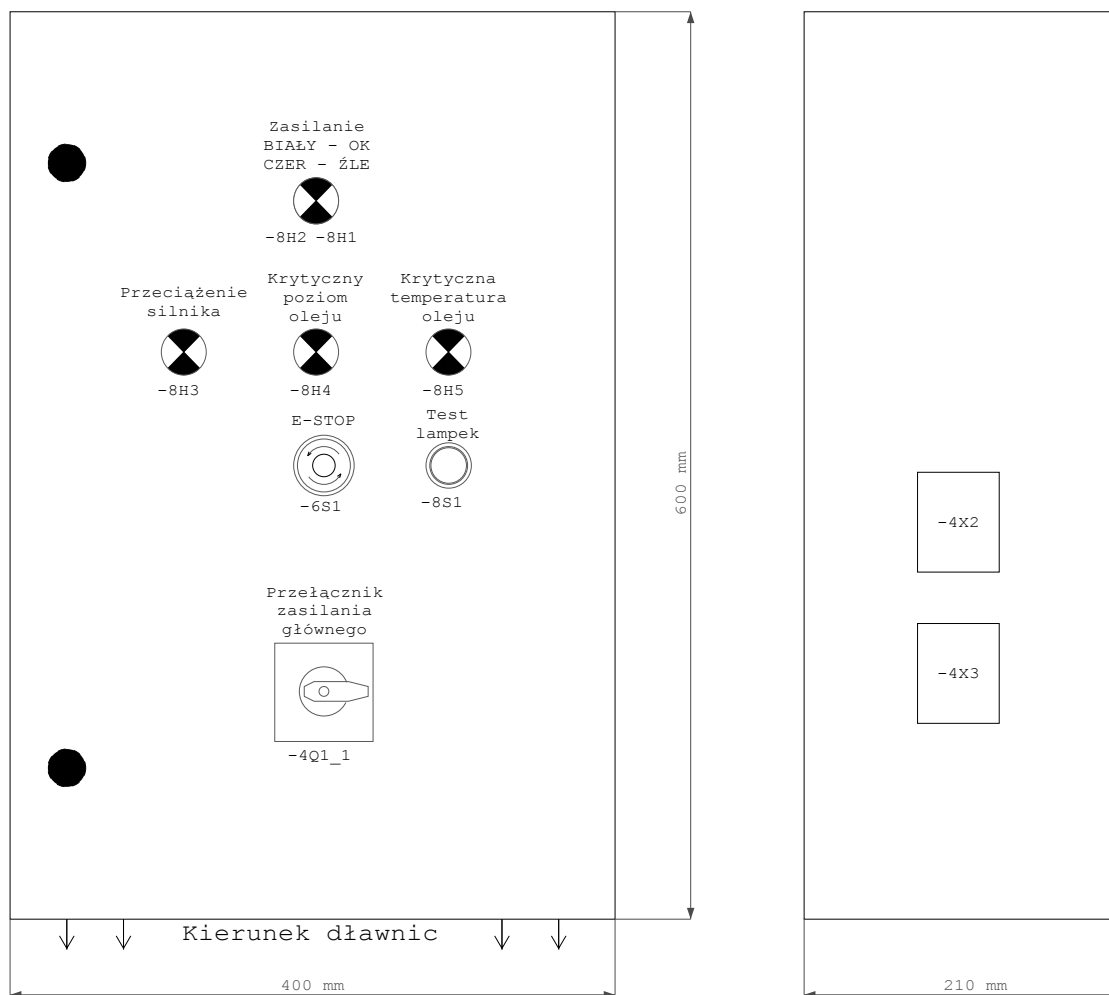 Zasilanie
BIAŁY - OK
CZER - ŹLE
-8H2 -8H1
Przeciążenie
silnika
-8H3
Krytyczny
poziom
oleju
-8H4
Krytyczna
temperatura
oleju
-8H5
E-STOP
-6S1
Test
lampek
-8S1
Przełącznik
zasilania
głównego
-4Q1_1
Kierunek dławnic
400 mm
600 mm
-4X2
-4X3
210 mm